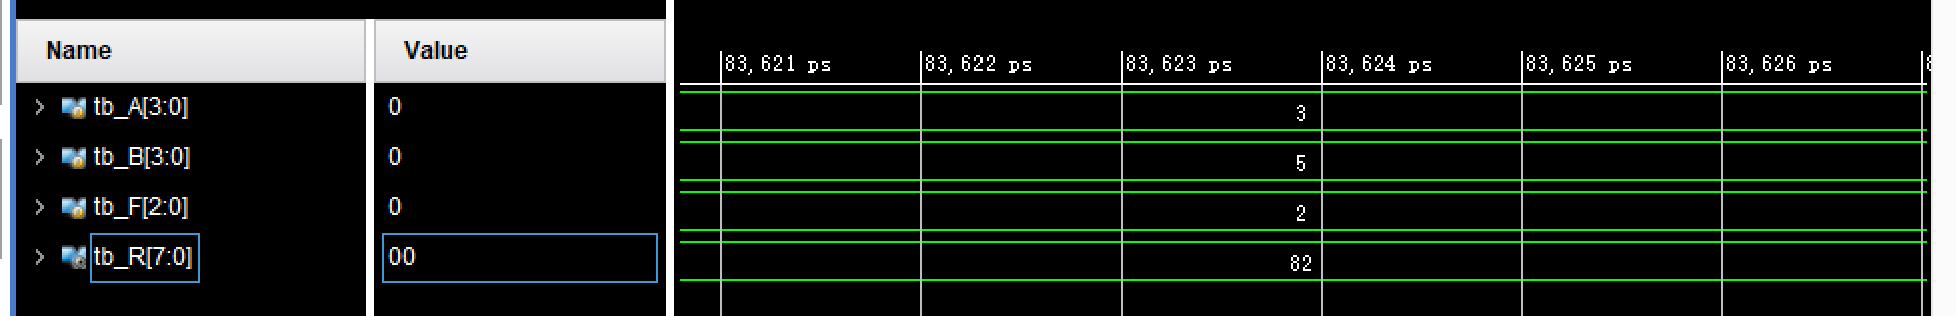 Name Value
83,621 ps 83,622 ps 83,623 ps 83,624 ps 83,625 ps 83,626 ps
tb_A[3:0] 0 3
tb_B[3:0] 0 5
tb_F[2:0] 0 2
tb_R[7:0] 00 82